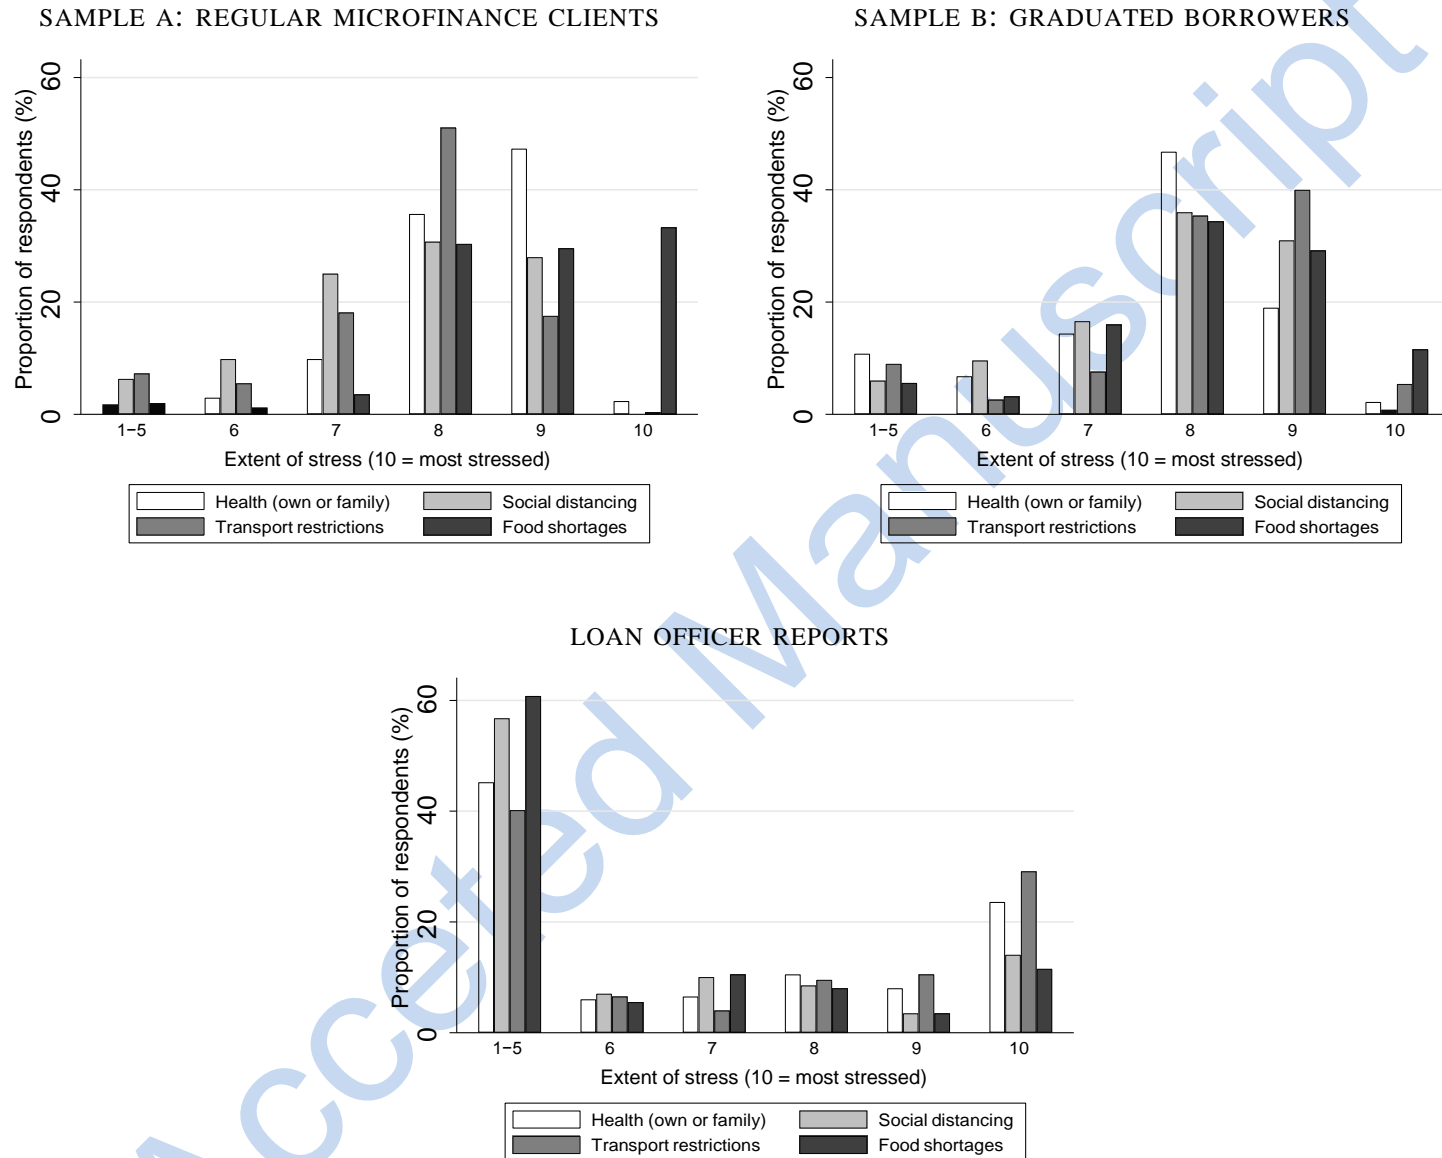 SAMPLE A: REGULAR MICROFINANCE CLIENTS
Proportion of respondents (%)
0
20
40
60
1−5 6 7 8 9 10
Extent of stress (10 = most stressed)
Health (own or family) Social distancing
Transport restrictions Food shortages
SAMPLE B: GRADUATED BORROWERS
Proportion of respondents (%)
0
20
40
60
1−5 6 7 8 9 10
Extent of stress (10 = most stressed)
Health (own or family) Social distancing
Transport restrictions Food shortages
LOAN OFFICER REPORTS
Proportion of respondents (%)
0
20
40
60
1−5 6 7 8 9 10
Extent of stress (10 = most stressed)
Health (own or family) Social distancing
Transport restrictions Food shortages
Acceted Manuscript